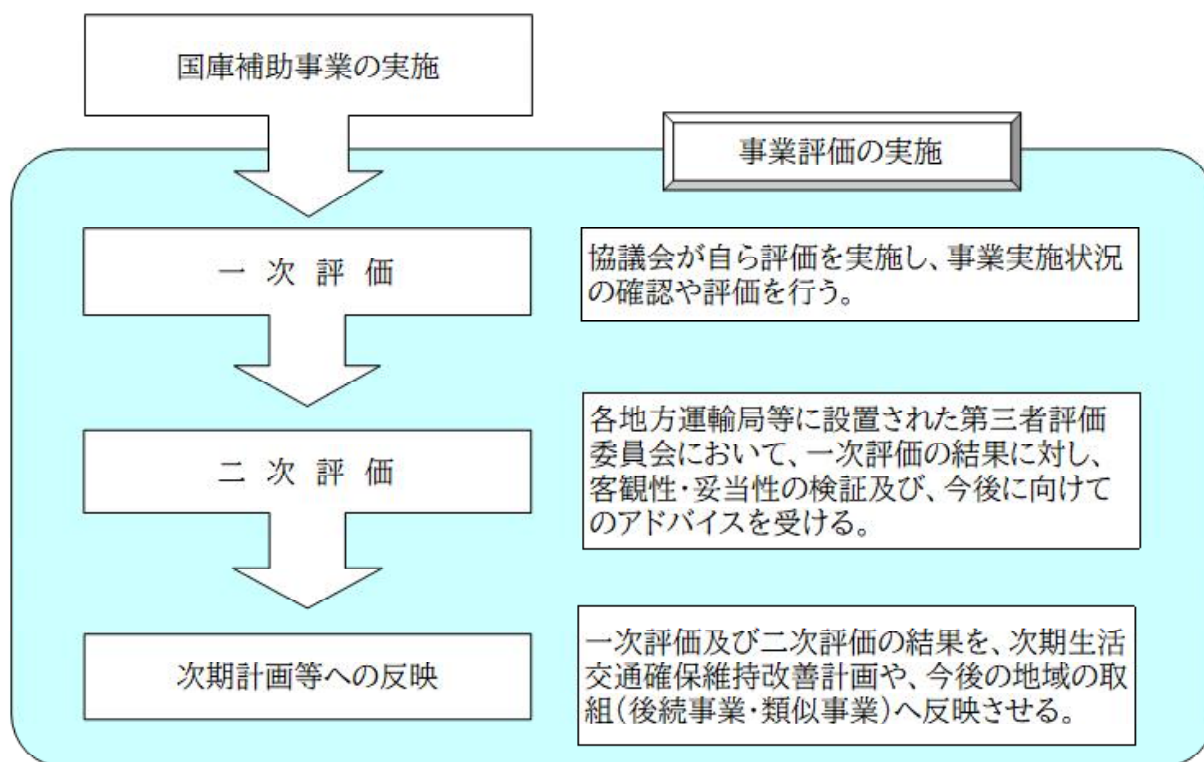 国庫補助事業の実施
事業評価の実施
一次評価
協議会が自ら評価を実施し、事業実施状況
の確認や評価を行う。
二次評価
各地方運輸局等に設置された第三者評価
委員会において、一次評価の結果に対し、
客観性・妥当性の検証及び、今後に向けて
のアドバイスを受ける。
次期計画等への反映
一次評価及び二次評価の結果を、次期生活
交通確保維持改善計画や、今後の地域の取
組(後続事業・類似事業)へ反映させる。